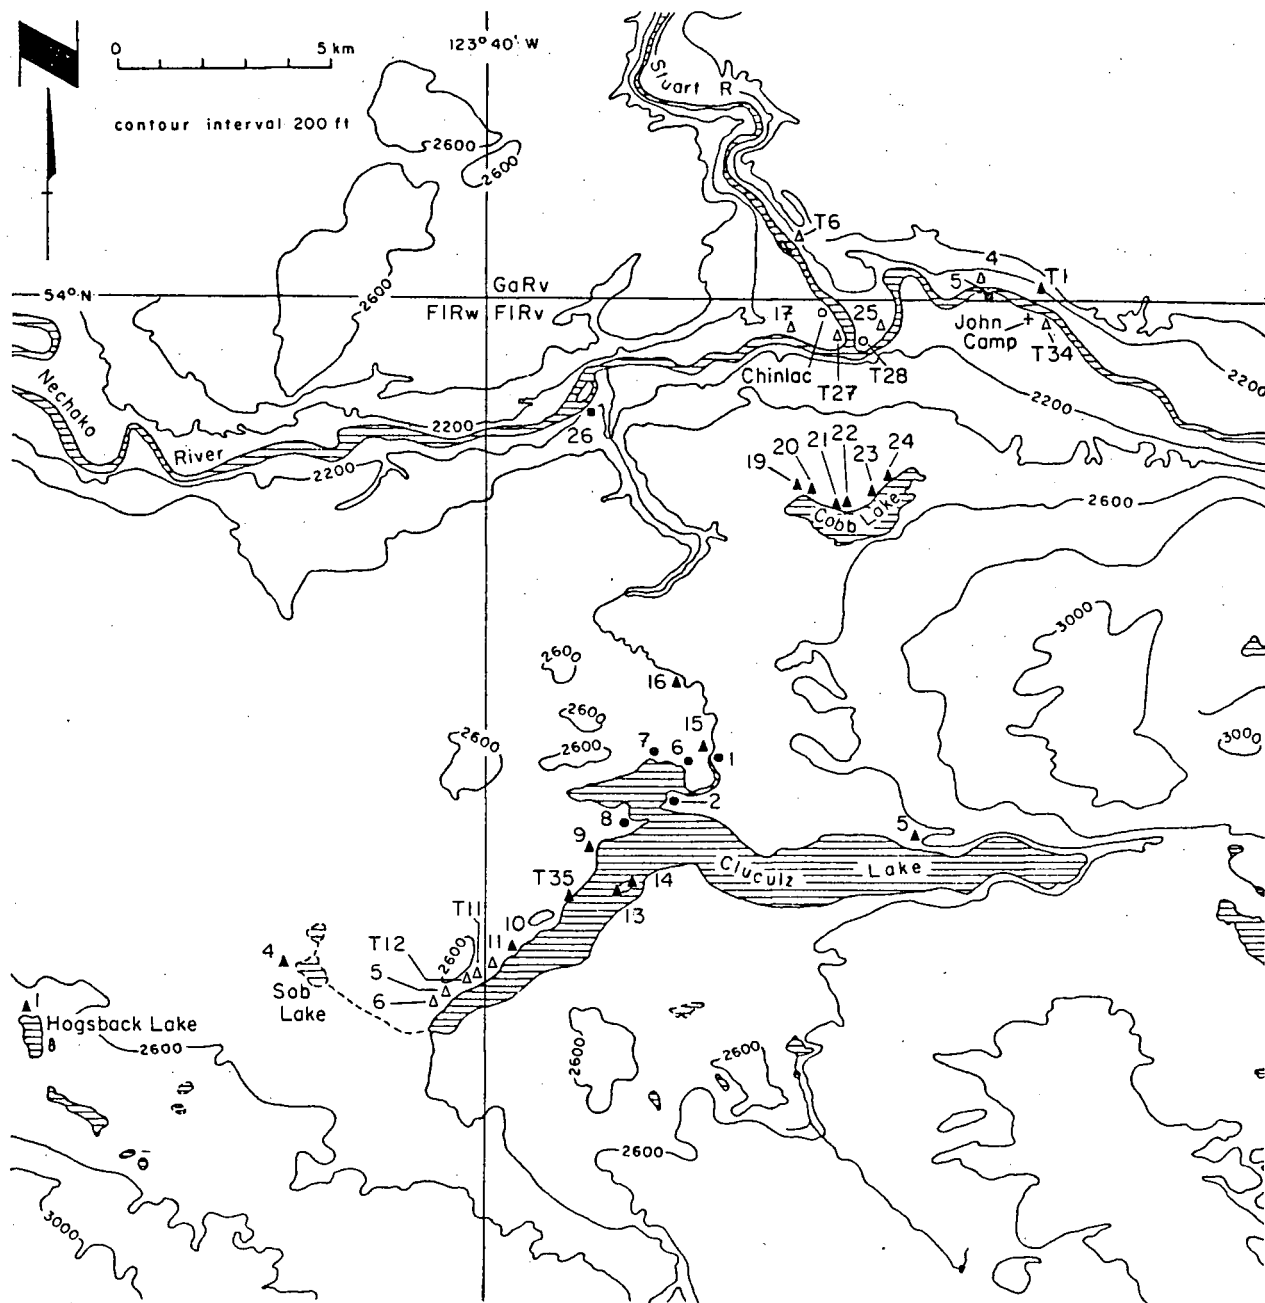 0 5 km
123° 40' W
contour interval 200 ft
Stuart R
2600
2600
2600
T6
4
5
T1
54° N
GaRv
FlRw FlRv
17
25
John
Camp
T34
Chinlac
T27
T28
2200
2200
Nechako
River
2200
2200
26
19
20
21
22
23
24
Cobb Lake
2600
3000
2600
16
2600
2600
2600
15
7
6
1
3000
2
8
5
9
Cluculz Lake
T35
14
13
T11
10
T12
11
2600
4
5
6
Sob
Lake
1
Hogsback Lake
8
2600
2600
2600
2600
3000